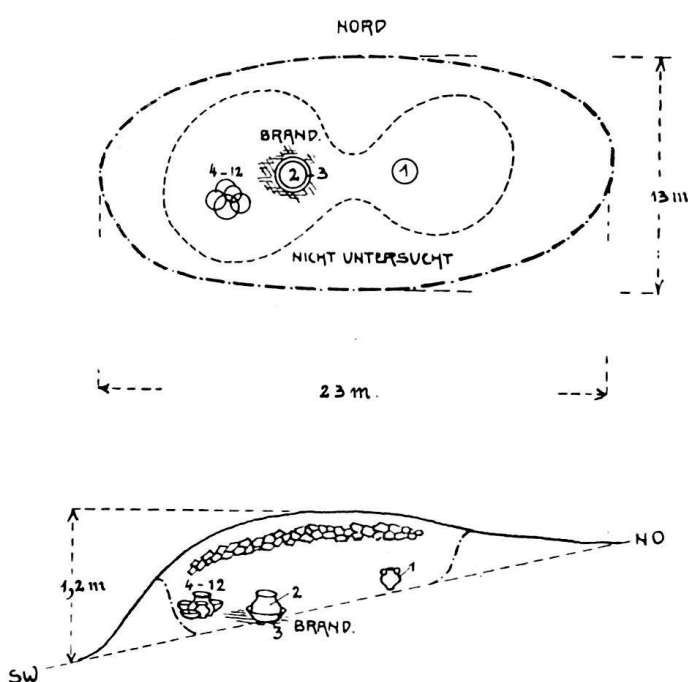 NORD
BRAND.
4-12
2
3
1
NICHT UNTERSUCHT
13 m
23 m.
NO
1,2 m
4-12
2
1
3
BRAND.
SW